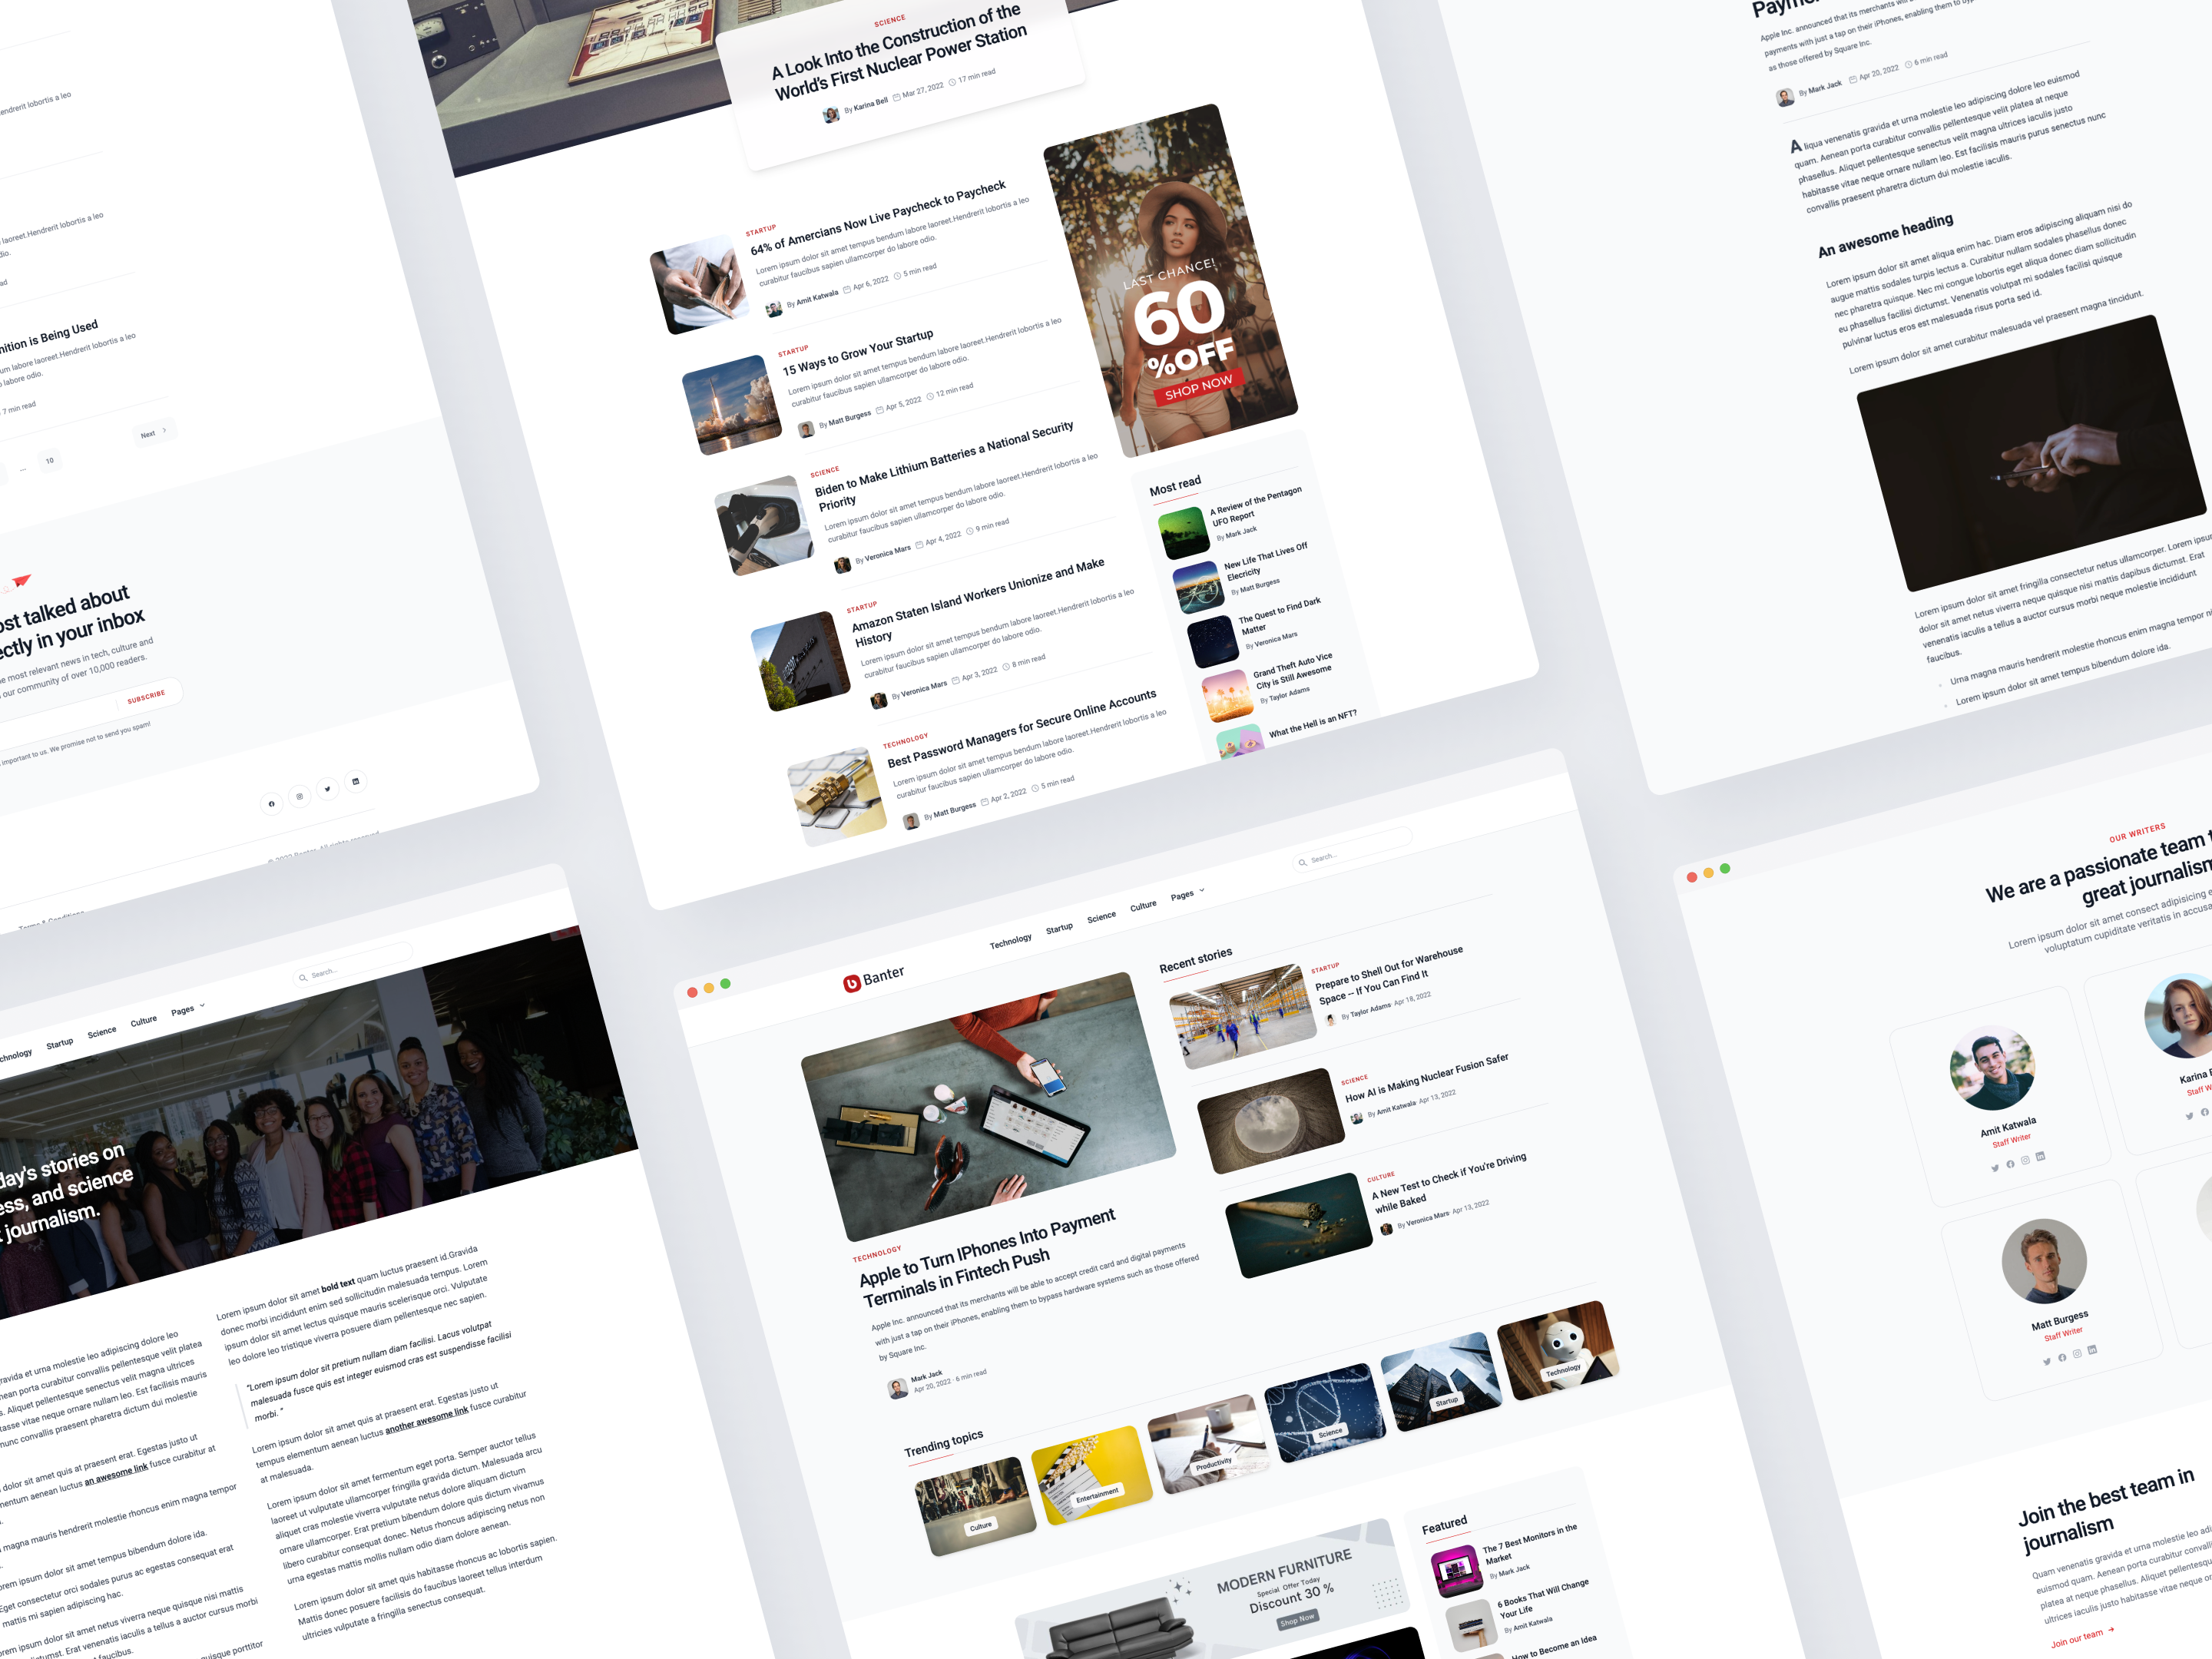 endrerit lobortis a leo
laoreet.Hendrerit lobortis a leo
dio.
ad
nition is Being Used
um labore laoreet.Hendrerit lobortis a leo
labore odio.
7 min read
... 10 Next
ost talked about
ectly in your inbox
e most relevant news in tech, culture and
our community of over 10,000 readers.
SUBSCRIBE
important to us. We promise not to send you spam!
© 2022 Banter. All rights reserved
Terms & Conditions
SCIENCE
A Look Into the Construction of the
World's First Nuclear Power Station
By Karina Bell Mar 27, 2022 17 min read
STARTUP
64% of Amercians Now Live Paycheck to Paycheck
Lorem ipsum dolor sit amet tempus bendum labore laoreet.Hendrerit lobortis a leo
curabitur faucibus sapien ullamcorper do labore odio.
By Amit Katwala Apr 6, 2022 5 min read
STARTUP
15 Ways to Grow Your Startup
Lorem ipsum dolor sit amet tempus bendum labore laoreet.Hendrerit lobortis a leo
curabitur faucibus sapien ullamcorper do labore odio.
By Matt Burgess Apr 5, 2022 12 min read
SCIENCE
Biden to Make Lithium Batteries a National Security
Priority
Lorem ipsum dolor sit amet tempus bendum labore laoreet.Hendrerit lobortis a leo
curabitur faucibus sapien ullamcorper do labore odio.
By Veronica Mars Apr 4, 2022 9 min read
STARTUP
Amazon Staten Island Workers Unionize and Make
History
Lorem ipsum dolor sit amet tempus bendum labore laoreet.Hendrerit lobortis a leo
curabitur faucibus sapien ullamcorper do labore odio.
By Veronica Mars Apr 3, 2022 8 min read
TECHNOLOGY
Best Password Managers for Secure Online Accounts
Lorem ipsum dolor sit amet tempus bendum labore laoreet.Hendrerit lobortis a leo
curabitur faucibus sapien ullamcorper do labore odio.
By Matt Burgess Apr 2, 2022 5 min read
LAST CHANCE!
60
%OFF
SHOP NOW
Most read
A Review of the Pentagon
UFO Report
By Mark Jack
New Life That Lives Off
Elecricity
By Matt Burgess
The Quest to Find Dark
Matter
By Veronica Mars
Grand Theft Auto Vice
City is Still Awesome
By Taylor Adams
What the Hell is an NFT?
Apple Inc. announced that its merchants will
payments with just a tap on their iPhones, enabling them to byp
as those offered by Square Inc.
By Mark Jack Apr 20, 2022 6 min read
Aliqua venenatis gravida et urna molestie leo adipiscing dolore leo euismod
quam. Aenean porta curabitur convallis pellentesque velit platea at neque
phasellus. Aliquet pellentesque senectus velit magna ultrices iaculis justo
habitasse vitae neque ornare nullam leo. Est facilisis mauris purus senectus nunc
convallis praesent pharetra dictum dui molestie iaculis.
An awesome heading
Lorem ipsum dolor sit amet aliqua enim hac. Diam eros adipiscing aliquam nisi do
augue mattis sodales turpis lectus a. Curabitur nullam sodales phasellus donec
nec pharetra quisque. Nec mi congue lobortis eget aliqua donec diam sollicitudin
eu phasellus facilisi dictumst. Venenatis volutpat mi sodales facilisi quisque
pulvinar luctus eros est malesuada risus porta sed id.
Lorem ipsum dolor sit amet curabitur malesuada vel praesent magna tincidunt.
Lorem ipsum dolor sit amet fringilla consectetur netus ullamcorper. Lorem ipsu
dolor sit amet netus viverra neque quisque nisi mattis dapibus dictumst. Erat
venenatis iaculis a tellus a auctor cursus morbi neque molestie incididunt
faucibus.
Urna magna mauris hendrerit molestie rhoncus enim magna tempor ni
Lorem ipsum dolor sit amet tempus bibendum dolore ida.
chnology Startup Science Culture Pages Search...
day's stories on
ess, and science
t journalism.
ravida et urna molestie leo adipiscing dolore leo
nean porta curabitur convallis pellentesque velit platea
s. Aliquet pellentesque senectus velit magna ultrices
tasse vitae neque ornare nullam leo. Est facilisis mauris
nunc convallis praesent pharetra dictum dui molestie
dolor sit amet quis at praesent erat. Egestas justo ut
mentum aenean luctus an awesome link fusce curabitur at
magna mauris hendrerit molestie rhoncus enim magna tempor
orem ipsum dolor sit amet tempus bibendum dolore ida.
Eget consectetur orci sodales purus ac egestas consequat erat
mattis mi sapien adipiscing hac.
orem ipsum dolor sit amet netus viverra neque quisque nisi mattis
dictumst. Erat venenatis iaculis a tellus a auctor cursus morbi
t faucibus.
quisque porttitor
Lorem ipsum dolor sit amet bold text quam luctus praesent id.Gravida
donec morbi incididunt enim sed sollicitudin malesuada tempus. Lorem
ipsum dolor sit amet lectus quisque mauris scelerisque orci. Vulputate
leo dolore leo tristique viverra posuere diam pellentesque nec sapien.
"Lorem ipsum dolor sit pretium nullam diam facilisi. Lacus volutpat
malesuada fusce quis est integer euismod cras est suspendisse facilisi
morbi. "
Lorem ipsum dolor sit amet quis at praesent erat. Egestas justo ut
tempus elementum aenean luctus another awesome link fusce curabitur
at malesuada.
Lorem ipsum dolor sit amet fermentum eget porta. Semper auctor tellus
laoreet ut vulputate ullamcorper fringilla gravida dictum. Malesuada arcu
aliquet cras molestie viverra vulputate netus dolore aliquam dictum
ornare ullamcorper. Erat pretium bibendum dolore quis dictum vivamus
libero curabitur consequat donec. Netus rhoncus adipiscing netus non
urna egestas mattis mollis nullam odio diam dolore aenean.
Lorem ipsum dolor sit amet quis habitasse rhoncus ac lobortis sapien.
Mattis donec posuere facilisis do faucibus laoreet tellus interdum
ultricies vulputate a fringilla senectus consequat.
Banter Technology Startup Science Culture Pages Search...
TECHNOLOGY
Apple to Turn IPhones Into Payment
Terminals in Fintech Push
Apple Inc. announced that its merchants will be able to accept credit card and digital payments
with just a tap on their iPhones, enabling them to bypass hardware systems such as those offered
by Square Inc.
Mark Jack
Apr 20, 2022 · 6 min read
Recent stories
STARTUP
Prepare to Shell Out for Warehouse
Space -- If You Can Find It
By Taylor Adams · Apr 18, 2022
SCIENCE
How AI is Making Nuclear Fusion Safer
By Amit Katwala · Apr 13, 2022
CULTURE
A New Test to Check if You're Driving
while Baked
By Veronica Mars · Apr 13, 2022
Trending topics
Culture
Entertainment
Productivity
Science
Startup
Technology
MODERN FURNITURE
Special Offer Today
Discount 30 %
Shop Now
Featured
The 7 Best Monitors in the
Market
By Mark Jack
6 Books That Will Change
Your Life
By Amit Katwala
How to Become an Idea
OUR WRITERS
We are a passionate team t
great journalism
Lorem ipsum dolor sit amet consect adipisicing e
voluptatum cupiditate veritatis in accusa
Amit Katwala
Staff Writer
Karina B
Staff W
Matt Burgess
Staff Writer
Join the best team in
journalism
Quam venenatis gravida et urna molestie leo adi
euismod quam. Aenean porta curabitur convalli
platea at neque phasellus. Aliquet pellentesqu
ultrices iaculis justo habitasse vitae neque or
Join our team